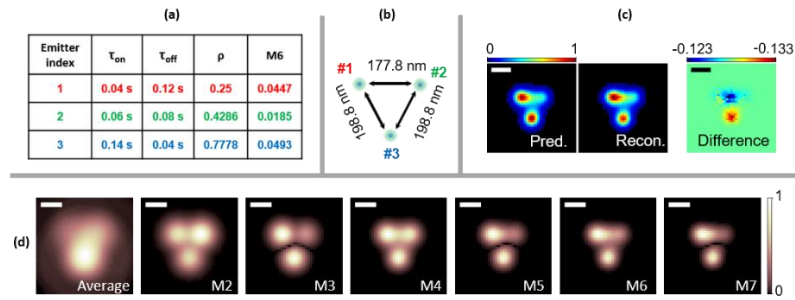 (a)
Emitter index τon τoff ρ M6
1 0.04 s 0.12 s 0.25 0.0447
2 0.06 s 0.08 s 0.4286 0.0185
3 0.14 s 0.04 s 0.7778 0.0493
(b)
177.8 nm
#1 #2
198.8 nm 198.8 nm
#3
(c)
0 1 -0.123 -0.133
Pred. Recon. Difference
(d)
Average M2 M3 M4 M5 M6 M7
1
0